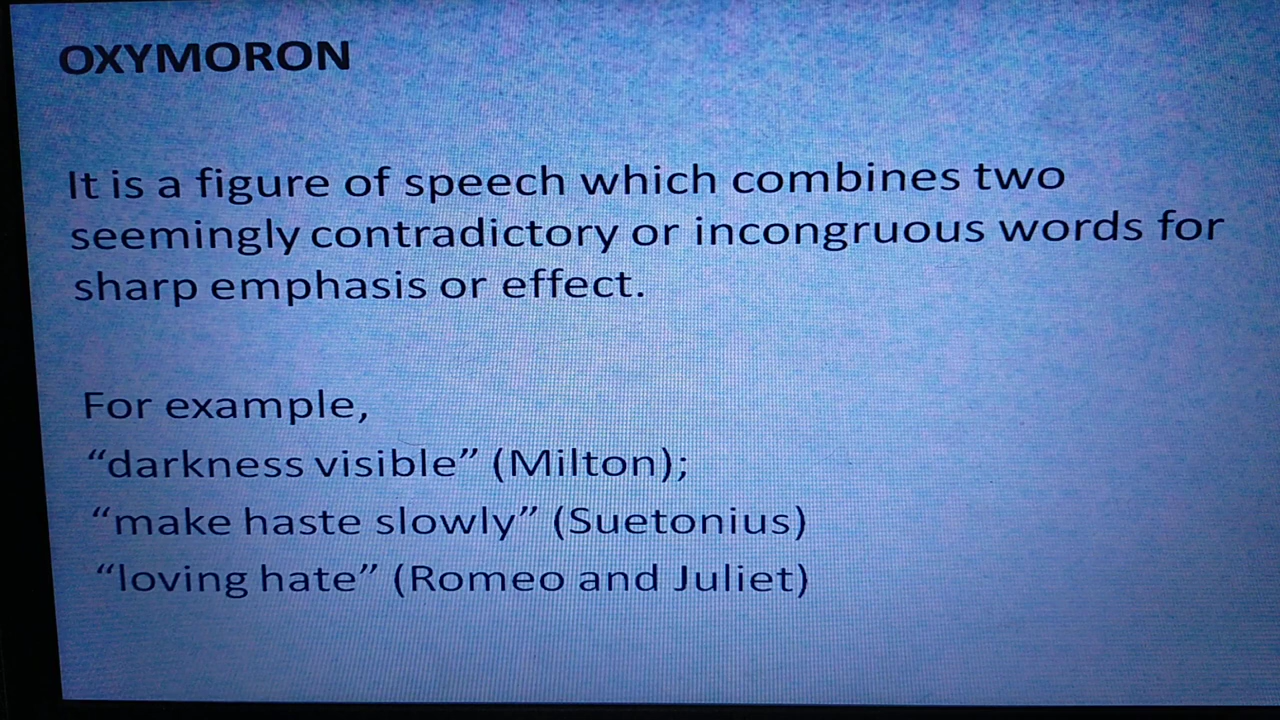 OXYMORON
It is a figure of speech which combines two
seemingly contradictory or incongruous words for
sharp emphasis or effect.
For example,
“darkness visible” (Milton);
“make haste slowly” (Suetonius)
“loving hate” (Romeo and Juliet)